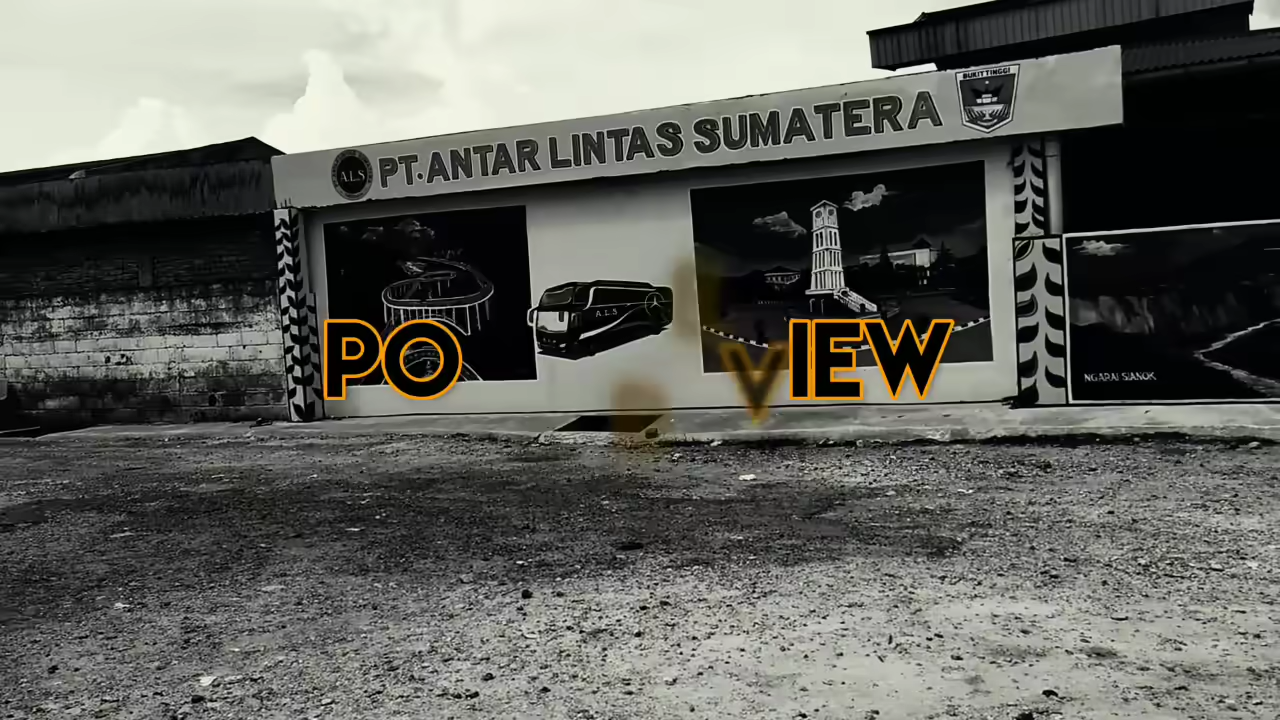 BUKITTINGGI
A.L.S PT. ANTAR LINTAS SUMATERA
A.L.S
PO VIEW
NGARAI SIANOK